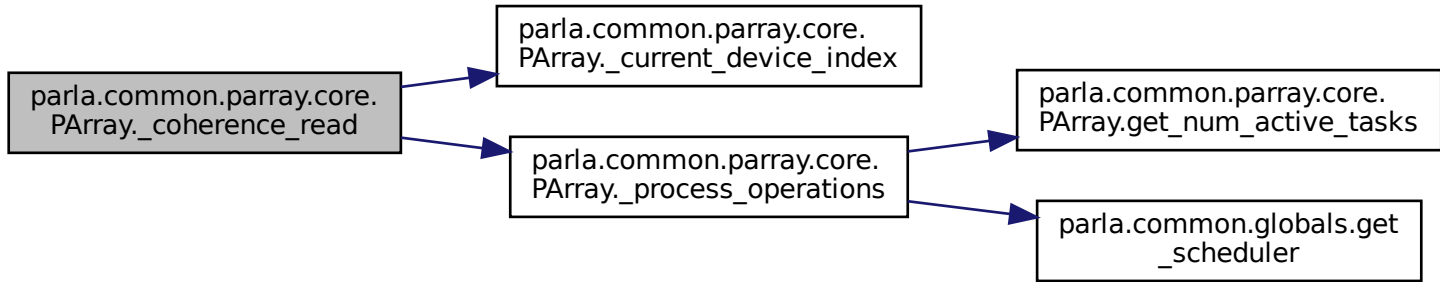 parla.common.parray.core.
PArray._coherence_read
parla.common.parray.core.
PArray._current_device_index
parla.common.parray.core.
PArray._process_operations
parla.common.parray.core.
PArray.get_num_active_tasks
parla.common.globals.get
_scheduler